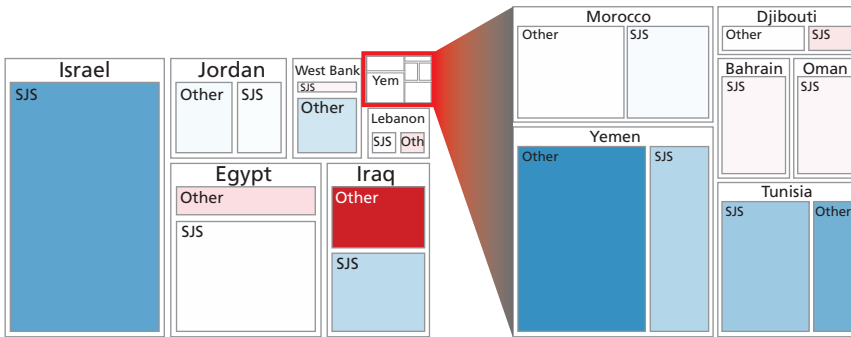 Israel
SJS
Jordan
Other
SJS
West Bank
SJS
Other
Yem
Lebanon
SJS
Oth
Egypt
Other
SJS
Iraq
Other
SJS
Morocco
Other
SJS
Djibouti
Other
SJS
Bahrain
SJS
Oman
SJS
Yemen
Other
SJS
Tunisia
SJS
Other